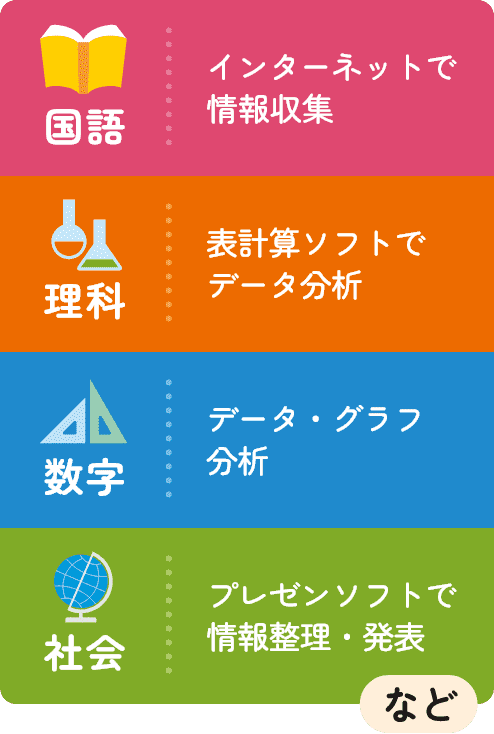 国語
インターネットで
情報収集
理科
表計算ソフトで
データ分析
数字
データ・グラフ
分析
社会
プレゼンソフトで
情報整理・発表
など